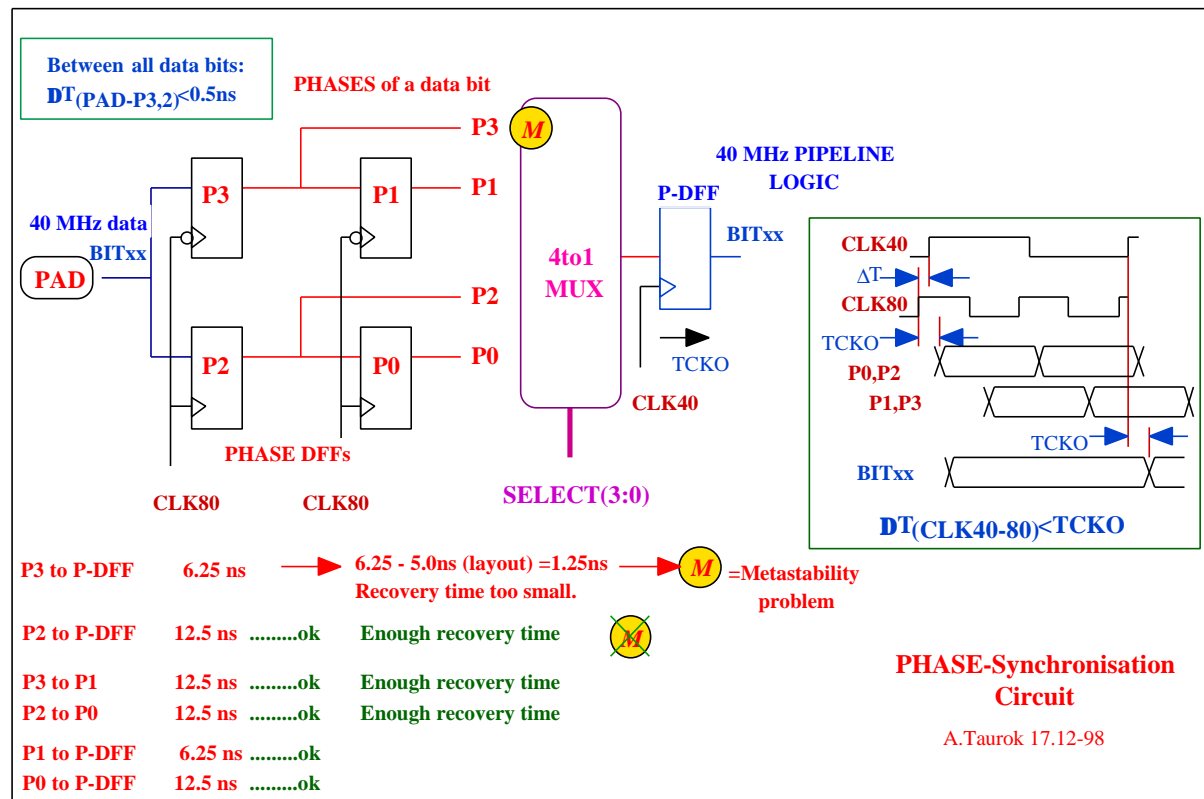 Between all data bits:
DT(PAD-P3,2)<0.5ns
PHASES of a data bit
P3
M
40 MHz PIPELINE
LOGIC
P3
P1
P1
P-DFF
40 MHz data
BITxx
BITxx
PAD
4to1
MUX
P2
P2
P0
P0
TCKO
CLK40
PHASE DFFs
CLK80
CLK80
SELECT(3:0)
CLK40
ΔT
CLK80
TCKO
P0,P2
P1,P3
TCKO
BITxx
DT(CLK40-80)<TCKO
P3 to P-DFF 6.25 ns 6.25 - 5.0ns (layout) =1.25ns M =Metastability
Recovery time too small. problem
P2 to P-DFF 12.5 ns .........ok Enough recovery time M
P3 to P1 12.5 ns .........ok Enough recovery time
P2 to P0 12.5 ns .........ok Enough recovery time
P1 to P-DFF 6.25 ns .........ok
P0 to P-DFF 12.5 ns .........ok
PHASE-Synchronisation
Circuit
A.Taurok 17.12-98